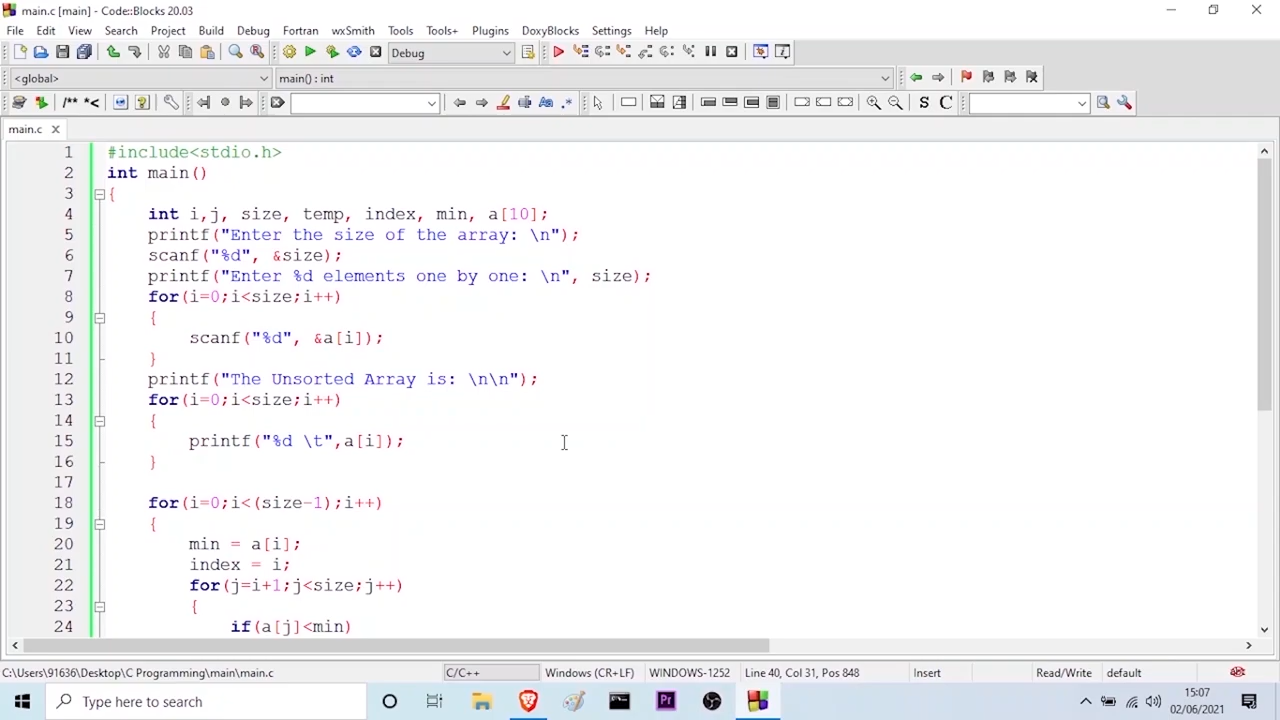 main.c [main] - Code::Blocks 20.03
File Edit View Search Project Build Debug Fortran wxSmith Tools Tools+ Plugins DoxyBlocks Settings Help
Debug
<global> main() : int
/** *< Aa .* S C
main.c
1 #include<stdio.h>
2 int main()
3 {
4 int i,j, size, temp, index, min, a[10];
5 printf("Enter the size of the array: \n");
6 scanf("%d", &size);
7 printf("Enter %d elements one by one: \n", size);
8 for(i=0;i<size;i++)
9 {
10 scanf("%d", &a[i]);
11 }
12 printf("The Unsorted Array is: \n\n");
13 for(i=0;i<size;i++)
14 {
15 printf("%d \t",a[i]);
16 }
17
18 for(i=0;i<(size-1);i++)
19 {
20 min = a[i];
21 index = i;
22 for(j=i+1;j<size;j++)
23 {
24 if(a[j]<min)
C:\Users\91636\Desktop\C Programming\main\main.c C/C++ Windows (CR+LF) WINDOWS-1252 Line 40, Col 31, Pos 848 Insert Read/Write default
Type here to search Pr 15:07
02/06/2021